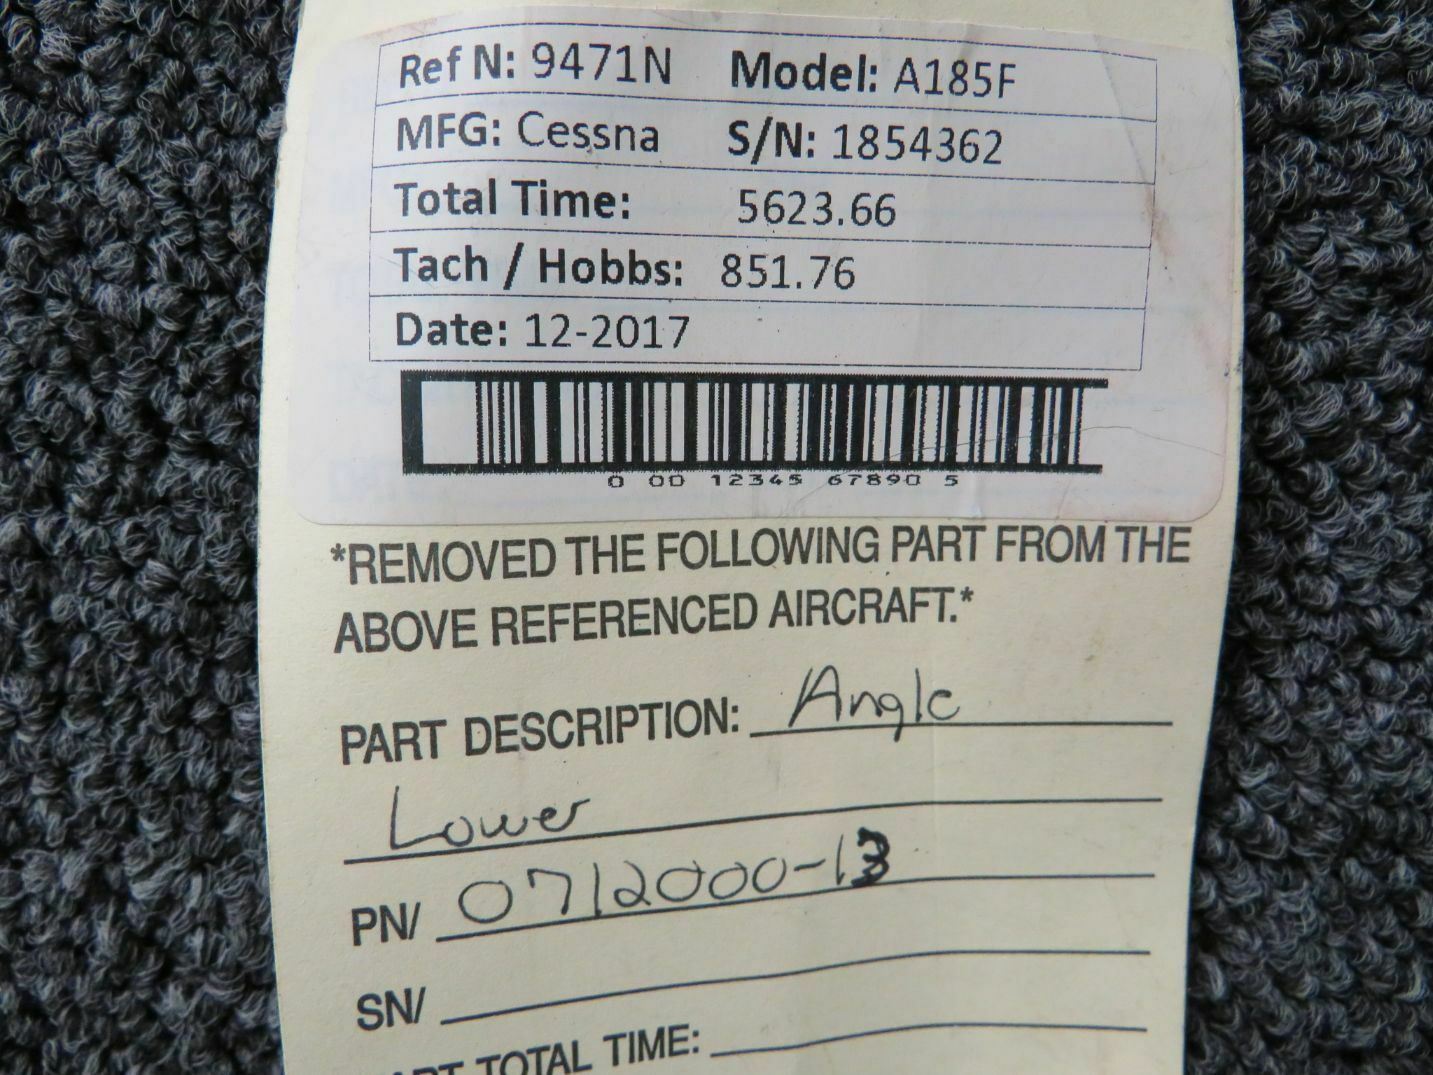 Ref N: 9471N Model: A185F
MFG: Cessna S/N: 1854362
Total Time: 5623.66
Tach / Hobbs: 851.76
Date: 12-2017
0 00 12345 67890 5
*REMOVED THE FOLLOWING PART FROM THE
ABOVE REFERENCED AIRCRAFT.*
PART DESCRIPTION: Angle
Lower
PN/ 0712000-13
SN/
PART TOTAL TIME: